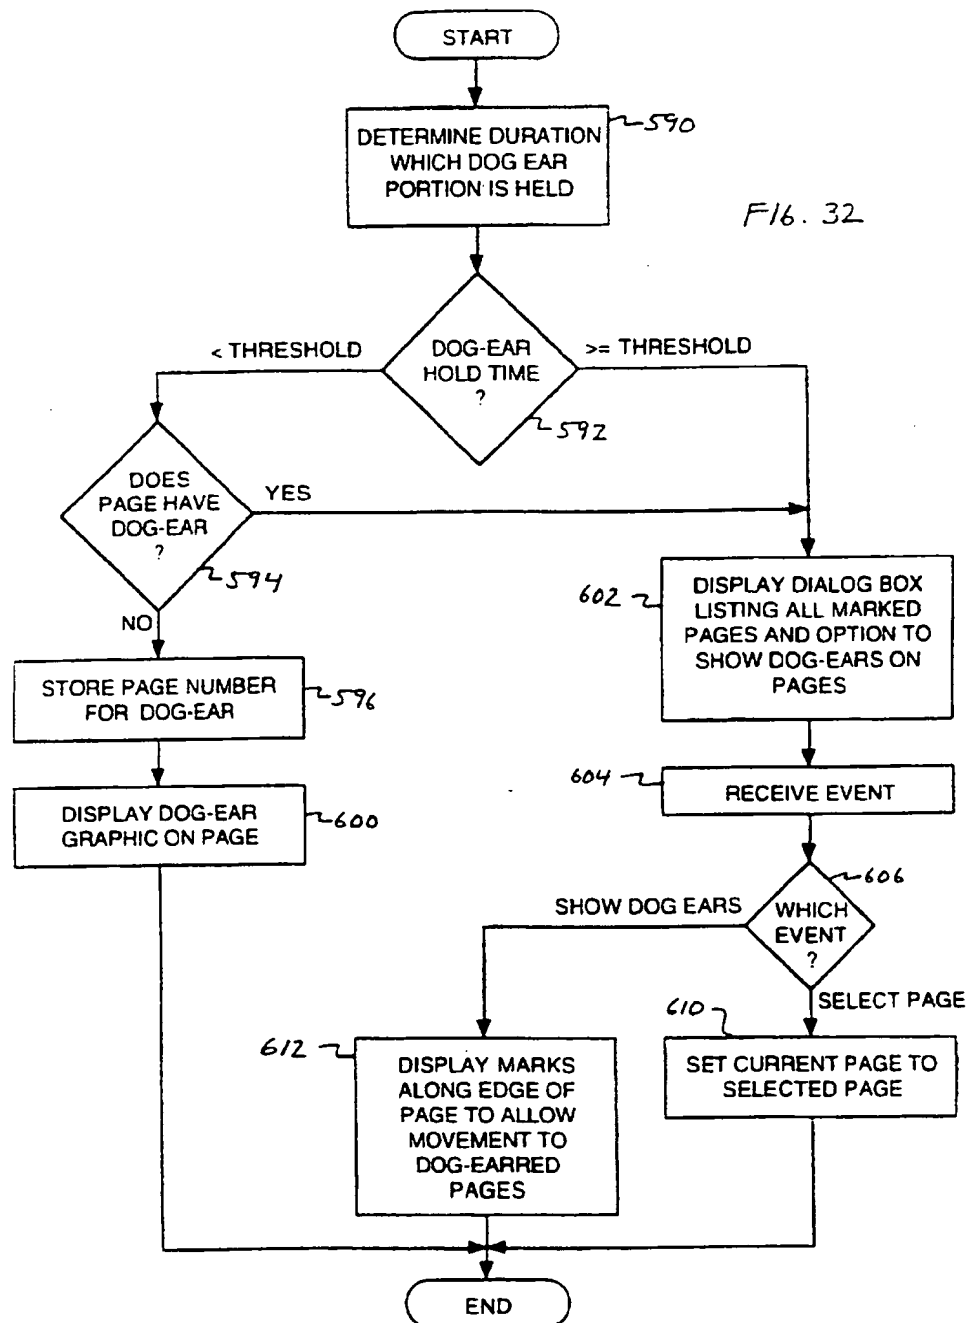 START
590
DETERMINE DURATION
WHICH DOG EAR
PORTION IS HELD
FIG. 32
< THRESHOLD
DOG-EAR
HOLD TIME
?
>= THRESHOLD
592
DOES
PAGE HAVE
DOG-EAR
?
YES
594
NO
602
DISPLAY DIALOG BOX
LISTING ALL MARKED
PAGES AND OPTION TO
SHOW DOG-EARS ON
PAGES
STORE PAGE NUMBER
FOR DOG-EAR
596
604
RECEIVE EVENT
DISPLAY DOG-EAR
GRAPHIC ON PAGE
600
606
SHOW DOG EARS
WHICH
EVENT
?
SELECT PAGE
610
612
DISPLAY MARKS
ALONG EDGE OF
PAGE TO ALLOW
MOVEMENT TO
DOG-EARRED
PAGES
SET CURRENT PAGE TO
SELECTED PAGE
END